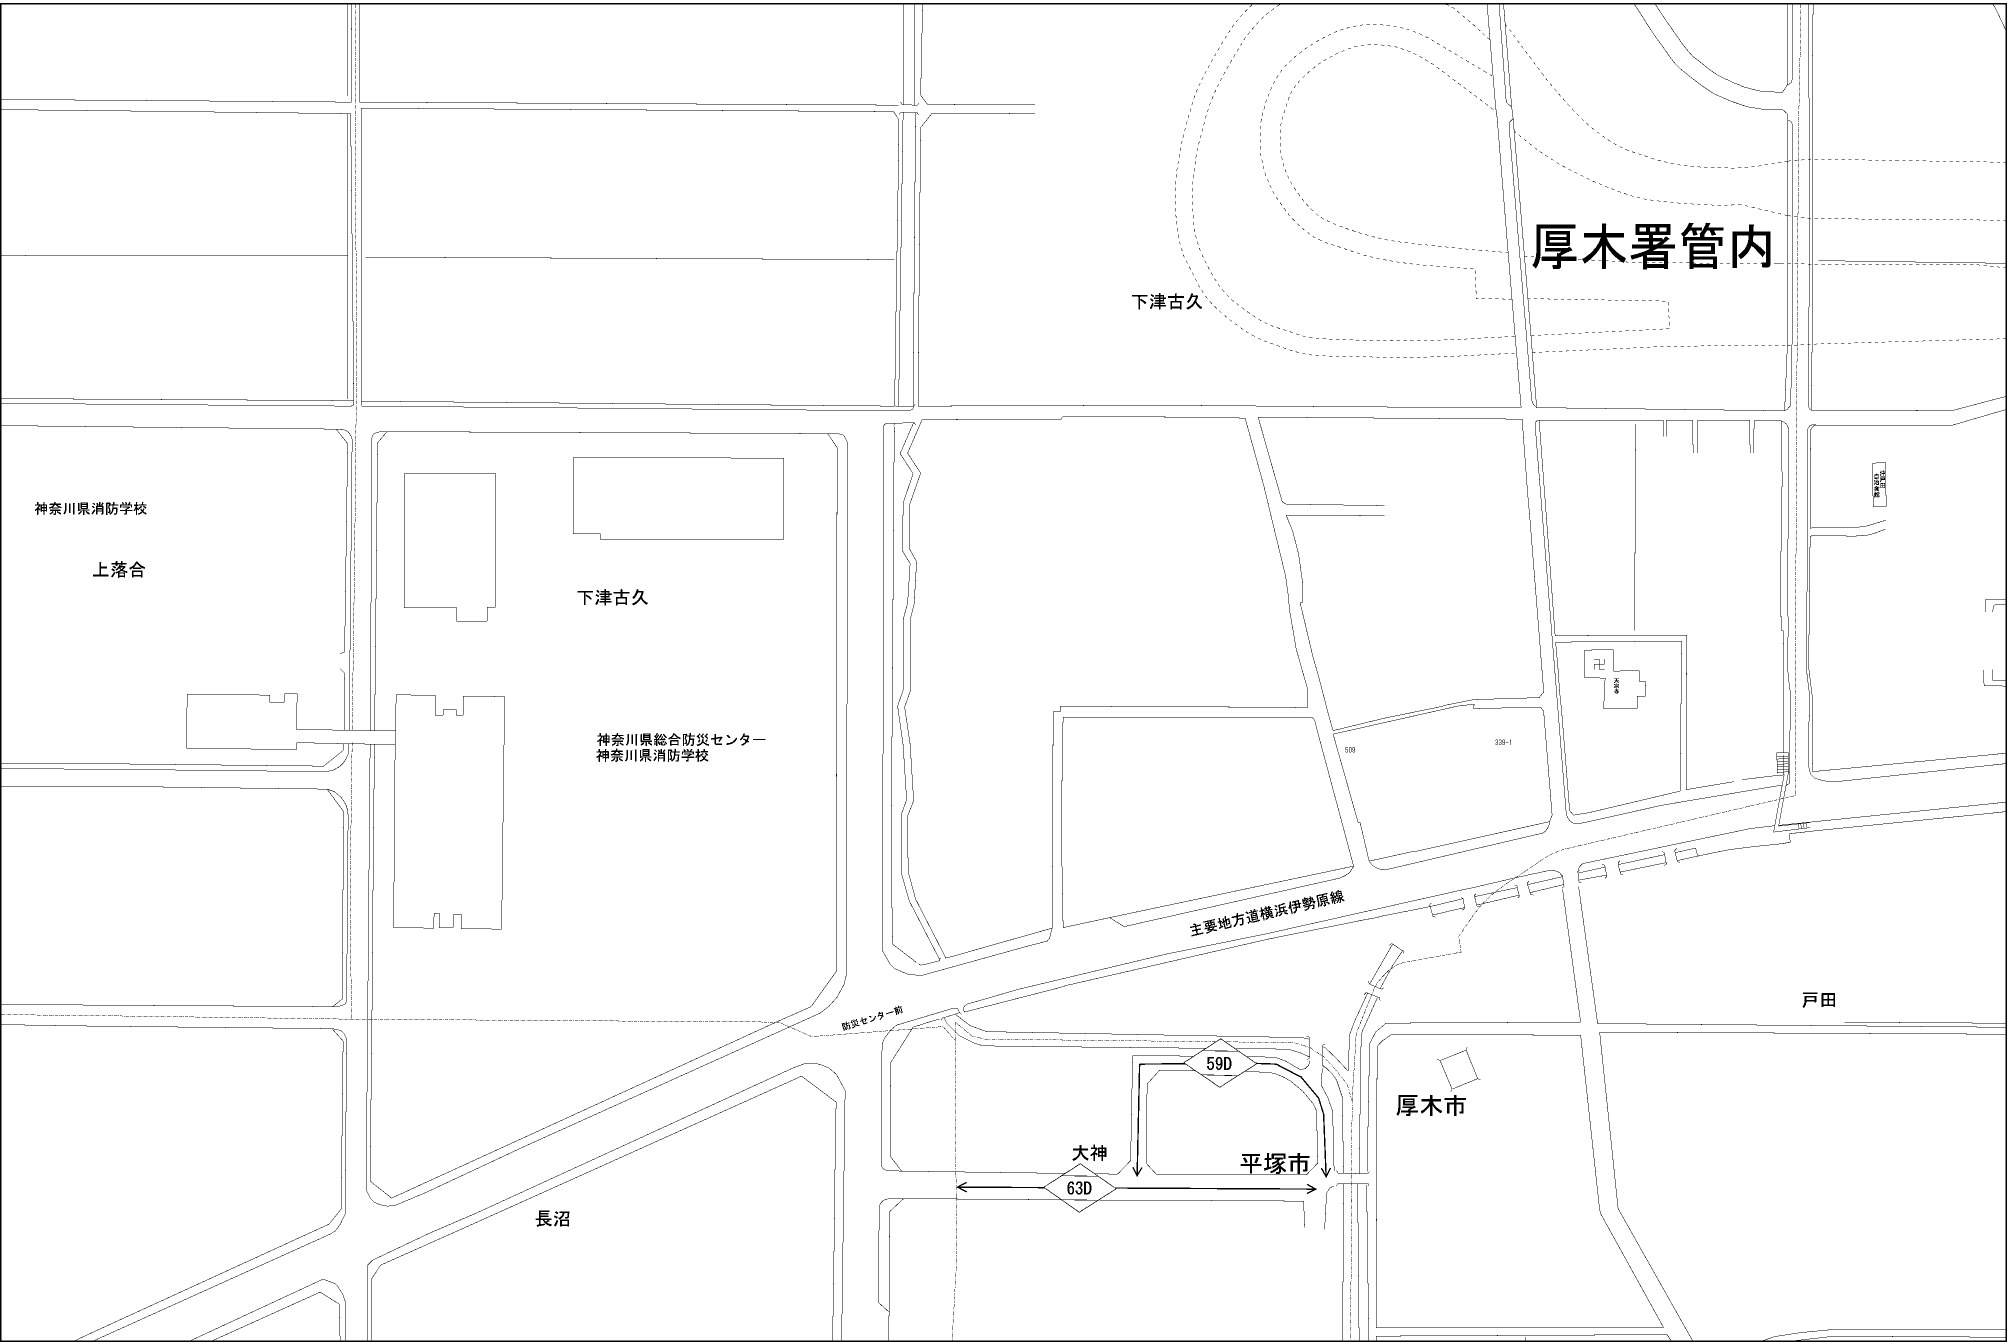 厚木署管内
下津古久
神奈川県消防学校
上落合
下津古久
神奈川県総合防災センター
神奈川県消防学校
509
339-1
主要地方道横浜伊勢原線
防災センター前
戸田
59D
厚木市
大神
平塚市
63D
長沼